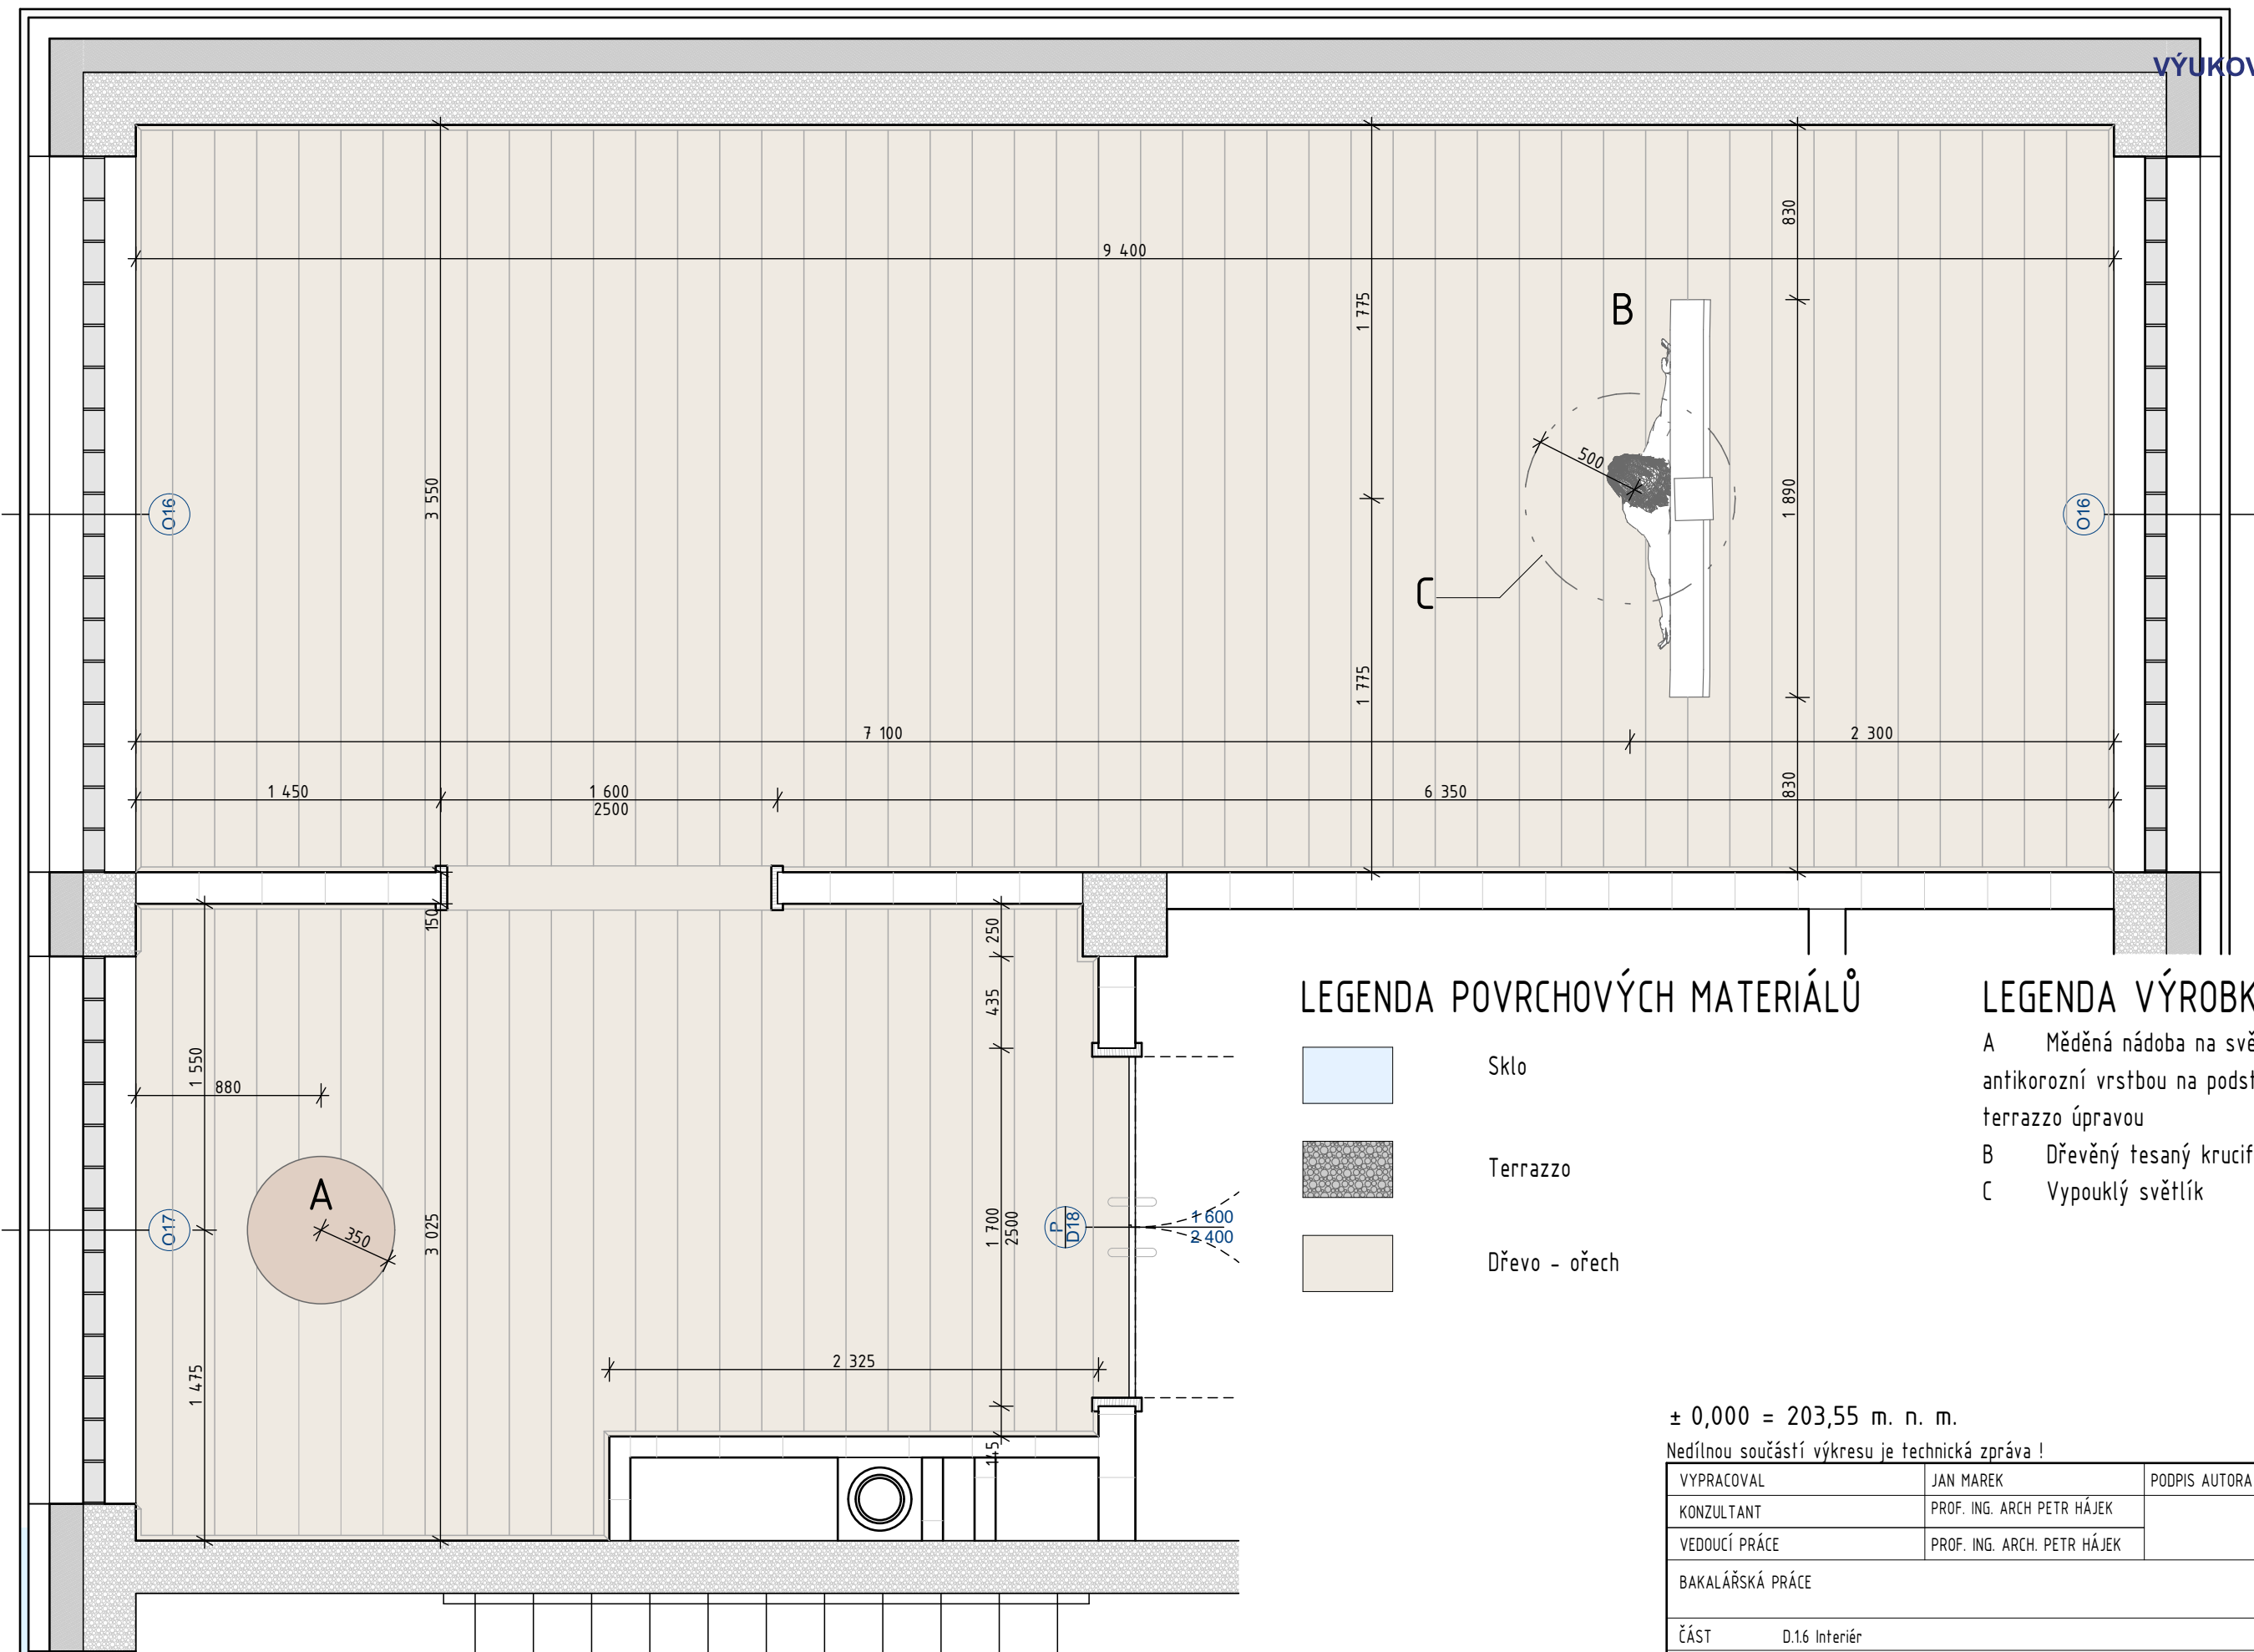 VÝUKOV
830
9 400
1 775
B
500
3 550
O16
1 890
O16
C
1 775
7 100
2 300
1 450
1 600
2500
6 350
830
150
250
435
1 550
880
A
350
O17
3 025
1 700
2500
P
D18
1 600
2 400
2 325
1 475
145
LEGENDA POVRCHOVÝCH MATERIÁLŮ
Sklo
Terrazzo
Dřevo - ořech
LEGENDA VÝROBK
A Měděná nádoba na svě
antikorozní vrstvou na podst
terrazzo úpravou
B Dřevěný tesaný krucif
C Vypouklý světlík
± 0,000 = 203,55 m. n. m.
Nedílnou součástí výkresu je technická zpráva !
VYPRACOVAL JAN MAREK PODPIS AUTORA
KONZULTANT PROF. ING. ARCH PETR HÁJEK
VEDOUCÍ PRÁCE PROF. ING. ARCH. PETR HÁJEK
BAKALÁŘSKÁ PRÁCE
ČÁST D.1.6 Interiér